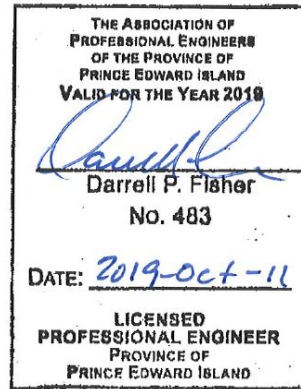 THE ASSOCIATION OF
PROFESSIONAL ENGINEERS
OF THE PROVINCE OF
PRINCE EDWARD ISLAND
VALID FOR THE YEAR 2019
Darrell P. Fisher
No. 483
DATE: 2019-Oct-11
LICENSED
PROFESSIONAL ENGINEER
PROVINCE OF
PRINCE EDWARD ISLAND